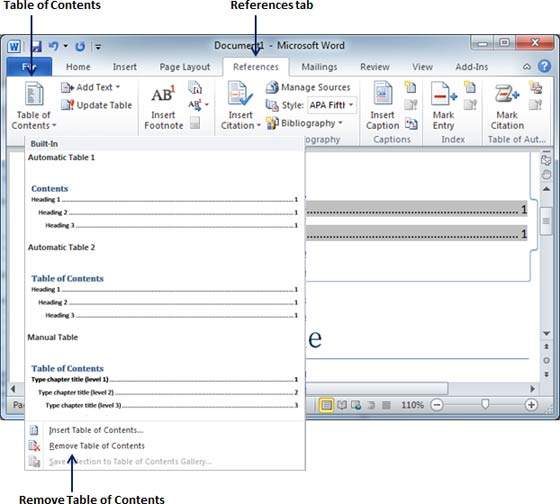 Table of Contents References tab
Document1 - Microsoft Word
File Home Insert Page Layout References Mailings Review View Add-Ins
Table of Contents
Add Text
Update Table
AB1
Insert Footnote
AB
Insert Citation
Manage Sources
Style: APA Fift
Bibliography
Insert Caption
Mark Entry
Mark Citation
ography Captions Index Table of Aut...
Built-In
Automatic Table 1
Contents
Heading 1 1
Heading 2 1
Heading 3 1
Automatic Table 2
Table of Contents
Heading 1 1
Heading 2 1
Heading 3 1
Manual Table
Table of Contents
Type chapter title (level 1) 1
Type chapter title (level 2) 2
Type chapter title (level 3) 3
Insert Table of Contents...
Remove Table of Contents
Save Selection to Table of Contents Gallery...
1
1
e
Pa
110%
Remove Table of Contents